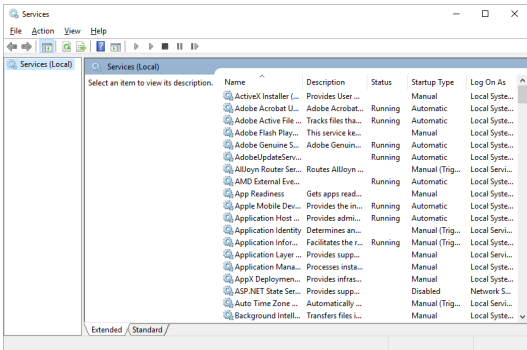 Services
File Action View Help
Services (Local)
Services (Local)
Select an item to view its description.
Name Description Status Startup Type Log On As
ActiveX Installer (... Provides User ... Manual Local Syste...
Adobe Acrobat U... Adobe Acrobat... Running Automatic Local Syste...
Adobe Active File ... Tracks files tha... Running Automatic Local Syste...
Adobe Flash Play... This service ke... Manual Local Syste...
Adobe Genuine S... Adobe Genuin... Running Automatic Local Syste...
AdobeUpdateServ... Running Automatic Local Syste...
AllJoyn Router Ser... Routes AllJoyn ... Manual (Trig... Local Servi...
AMD External Eve... Running Automatic Local Syste...
App Readiness Gets apps read... Manual Local Syste...
Apple Mobile Dev... Provides the in... Running Automatic Local Syste...
Application Host ... Provides admi... Running Automatic Local Syste...
Application Identity Determines an... Manual (Trig... Local Servi...
Application Infor... Facilitates the r... Running Manual (Trig... Local Syste...
Application Layer ... Provides supp... Manual Local Servi...
Application Mana... Processes insta... Manual Local Syste...
AppX Deploymen... Provides infras... Manual Local Syste...
ASP.NET State Ser... Provides supp... Disabled Network S...
Auto Time Zone ... Automatically ... Manual (Trig... Local Servi...
Background Intell... Transfers files i... Manual Local Syste...
Extended Standard